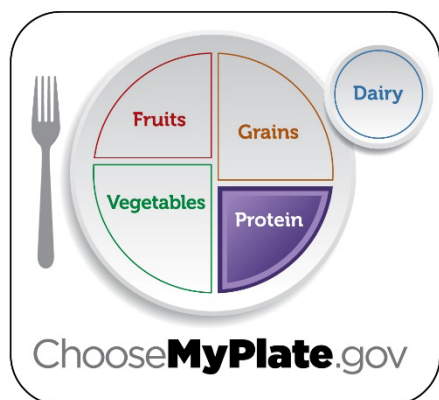 Fruits
Grains
Dairy
Vegetables
Protein
ChooseMyPlate.gov